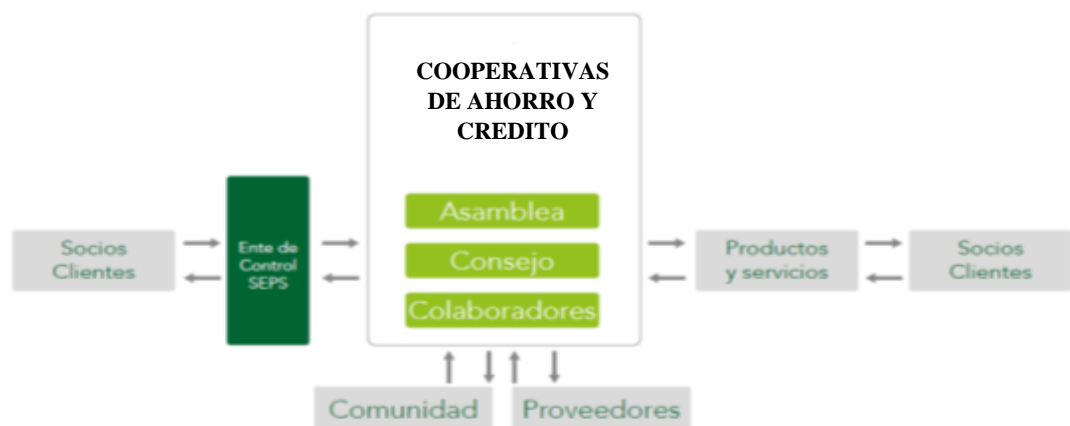 COOPERATIVAS
DE AHORRO Y
CREDITO
Asamblea
Consejo
Colaboradores
Socios
Clientes
Ente de
Control
SEPS
Productos
y servicios
Socios
Clientes
Comunidad
Proveedores